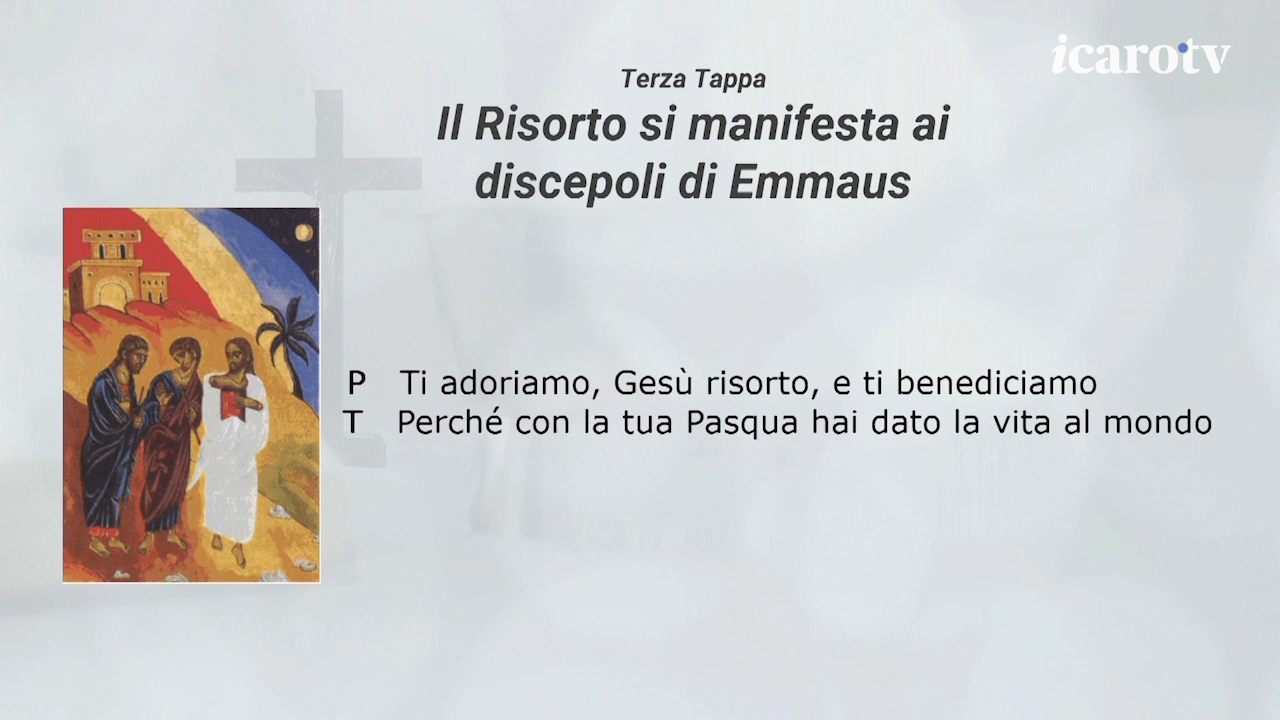 icarotv
Terza Tappa
Il Risorto si manifesta ai
discepoli di Emmaus
P Ti adoriamo, Gesù risorto, e ti benediciamo
T Perché con la tua Pasqua hai dato la vita al mondo